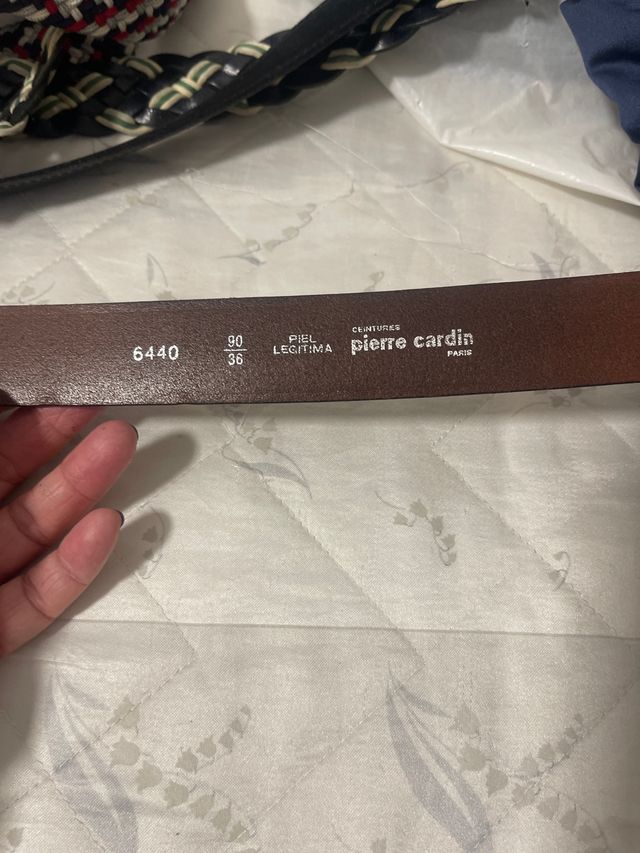 6440
90
36
PIEL
LEGITIMA
CEINTURES
pierre cardin
PARIS